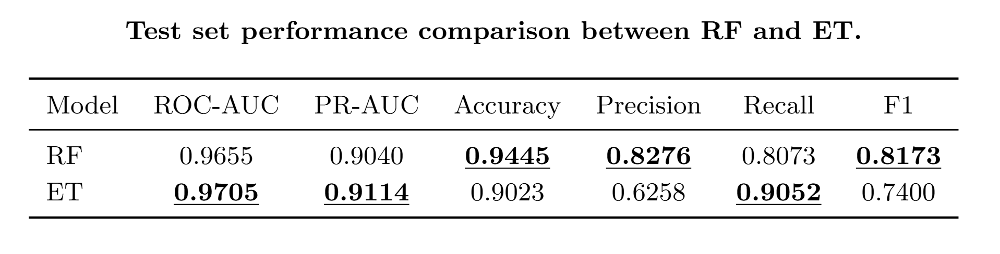 Test set performance comparison between RF and ET.
Model ROC-AUC PR-AUC Accuracy Precision Recall F1
RF 0.9655 0.9040 0.9445 0.8276 0.8073 0.8173
ET 0.9705 0.9114 0.9023 0.6258 0.9052 0.7400